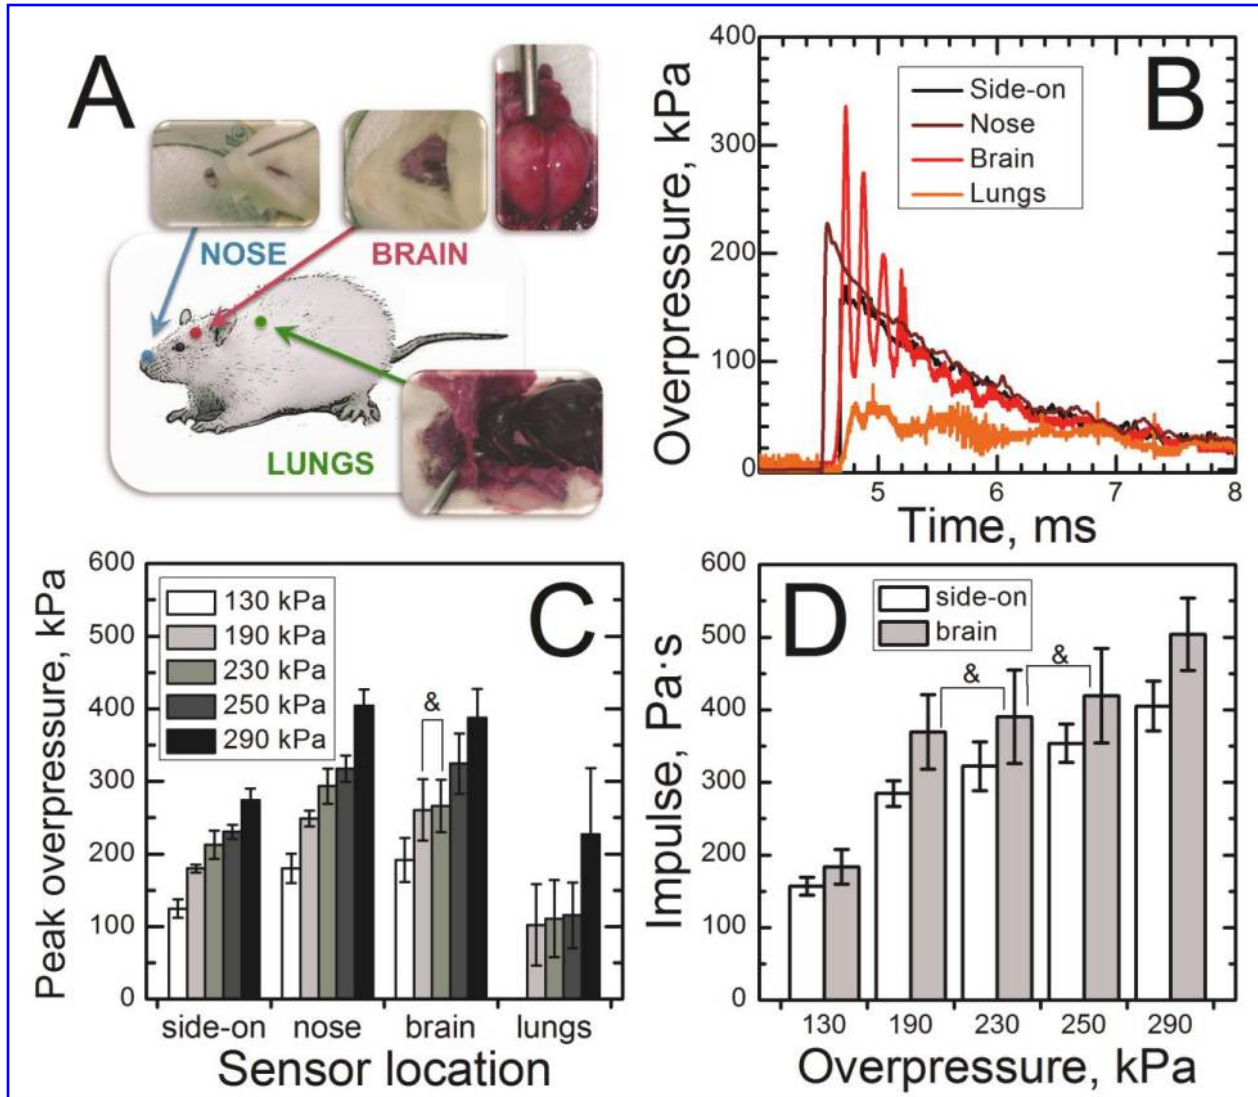 A
NOSE
BRAIN
LUNGS
B
400
300
200
100
0
Overpressure, kPa
Side-on
Nose
Brain
Lungs
5
6
7
8
Time, ms
C
600
500
400
300
200
100
0
Peak overpressure, kPa
130 kPa
190 kPa
230 kPa
250 kPa
290 kPa
&
side-on
nose
brain
lungs
Sensor location
D
600
500
400
300
200
100
0
Impulse, Pa·s
side-on
brain
&
&
130
190
230
250
290
Overpressure, kPa